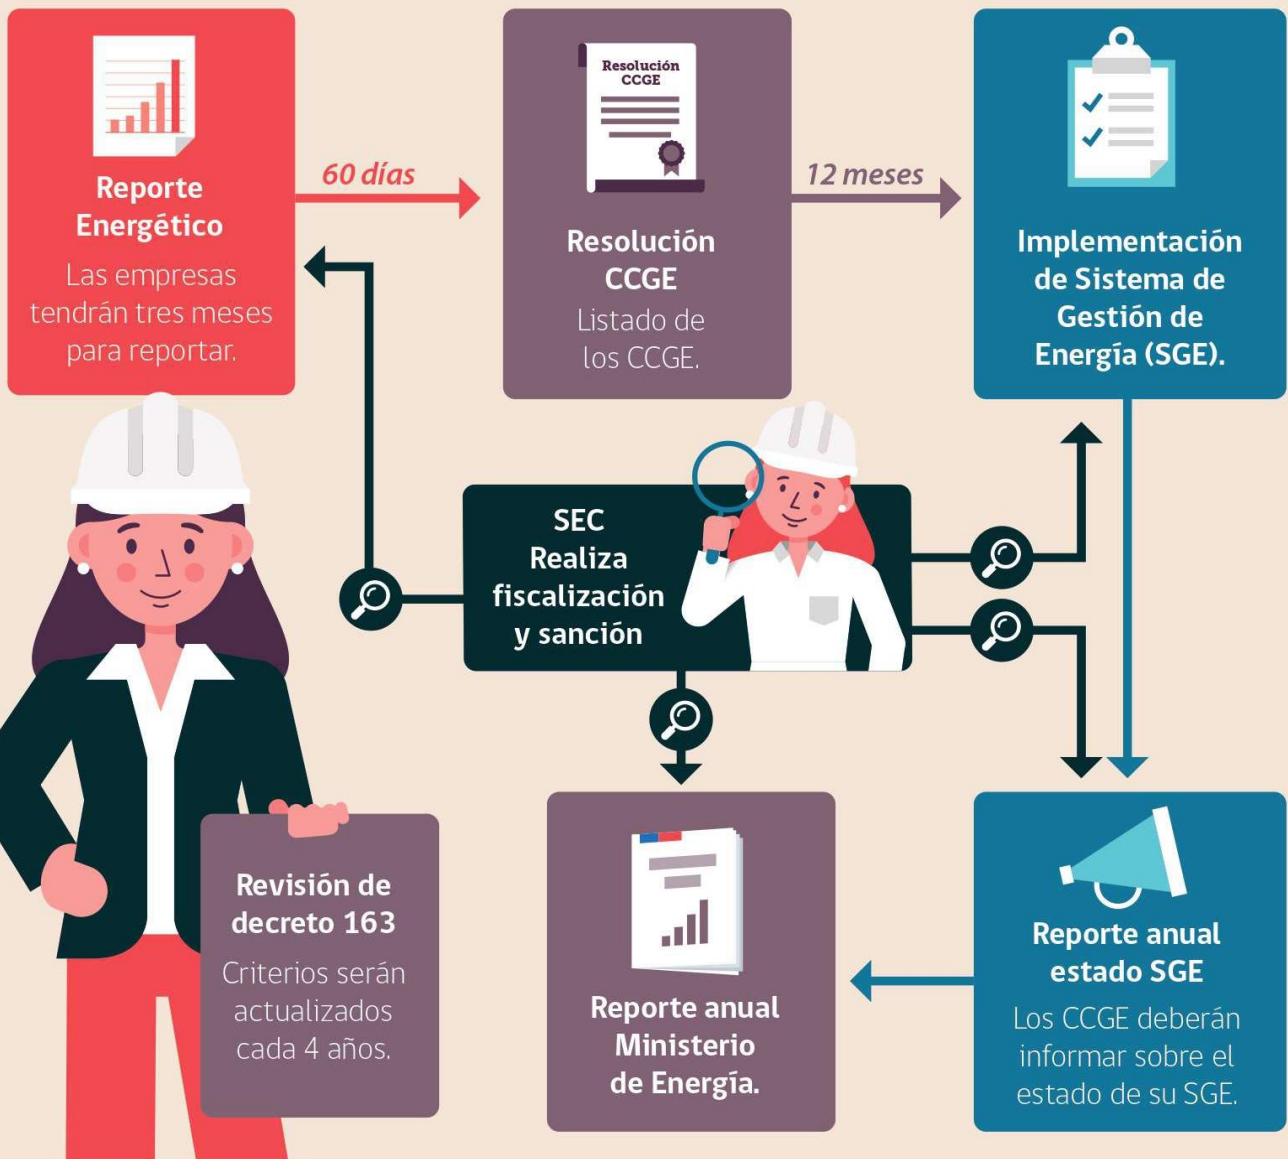 Reporte
Energético
Las empresas
tendrán tres meses
para reportar.
60 días
Resolución
CCGE
Resolución
CCGE
Listado de
los CCGE.
12 meses
Implementación
de Sistema de
Gestión de
Energía (SGE).
SEC
Realiza
fiscalización
y sanción
Revisión de
decreto 163
Criterios serán
actualizados
cada 4 años.
Reporte anual
Ministerio
de Energía.
Reporte anual
estado SGE
Los CCGE deberán
informar sobre el
estado de su SGE.